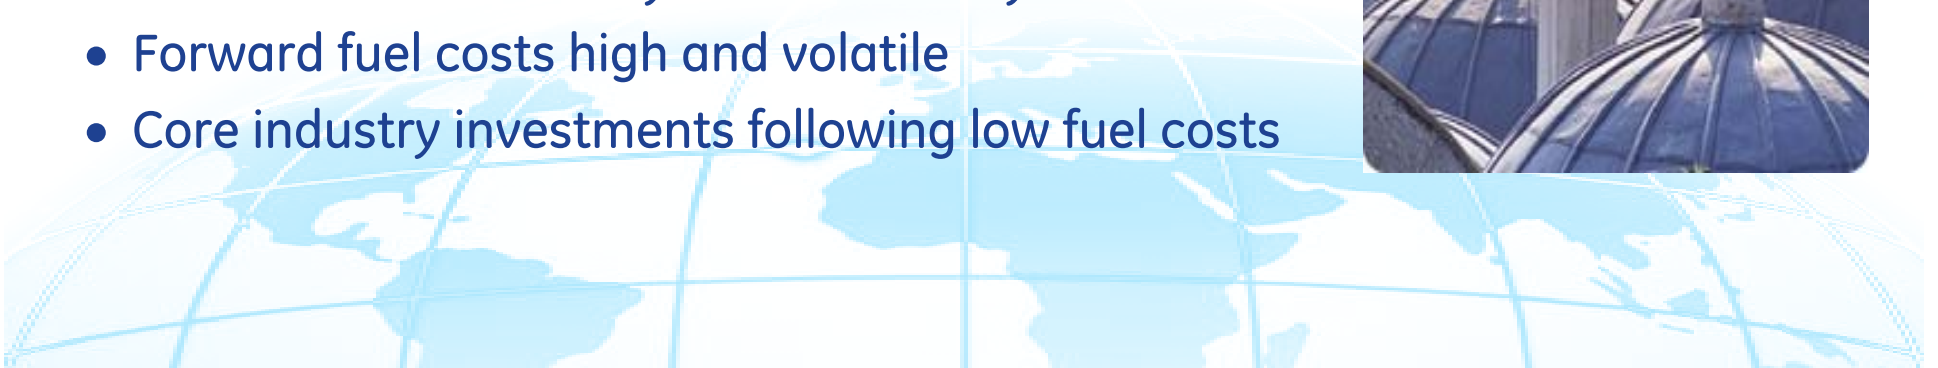 • Forward fuel costs high and volatile
• Core industry investments following low fuel costs